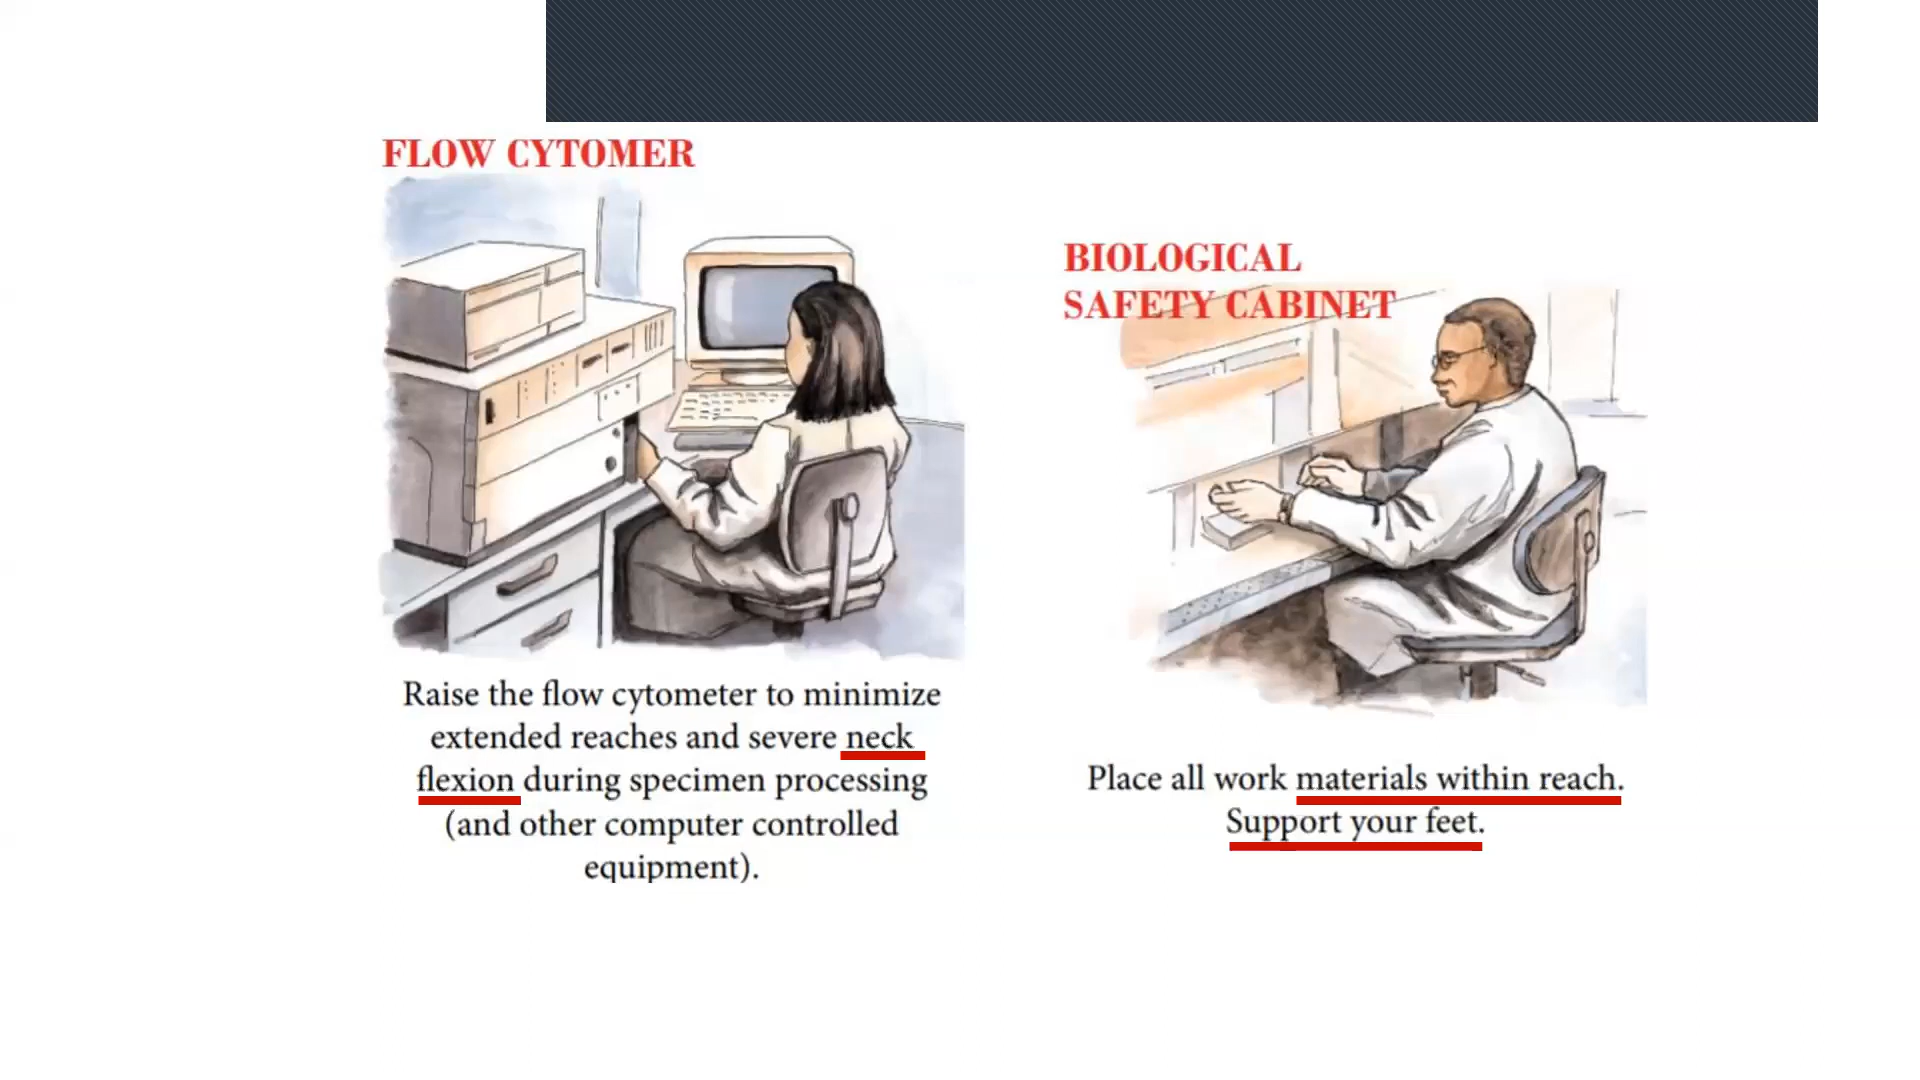 FLOW CYTOMER
Raise the flow cytometer to minimize
extended reaches and severe neck
flexion during specimen processing
(and other computer controlled
equipment).
BIOLOGICAL
SAFETY CABINET
Place all work materials within reach.
Support your feet.